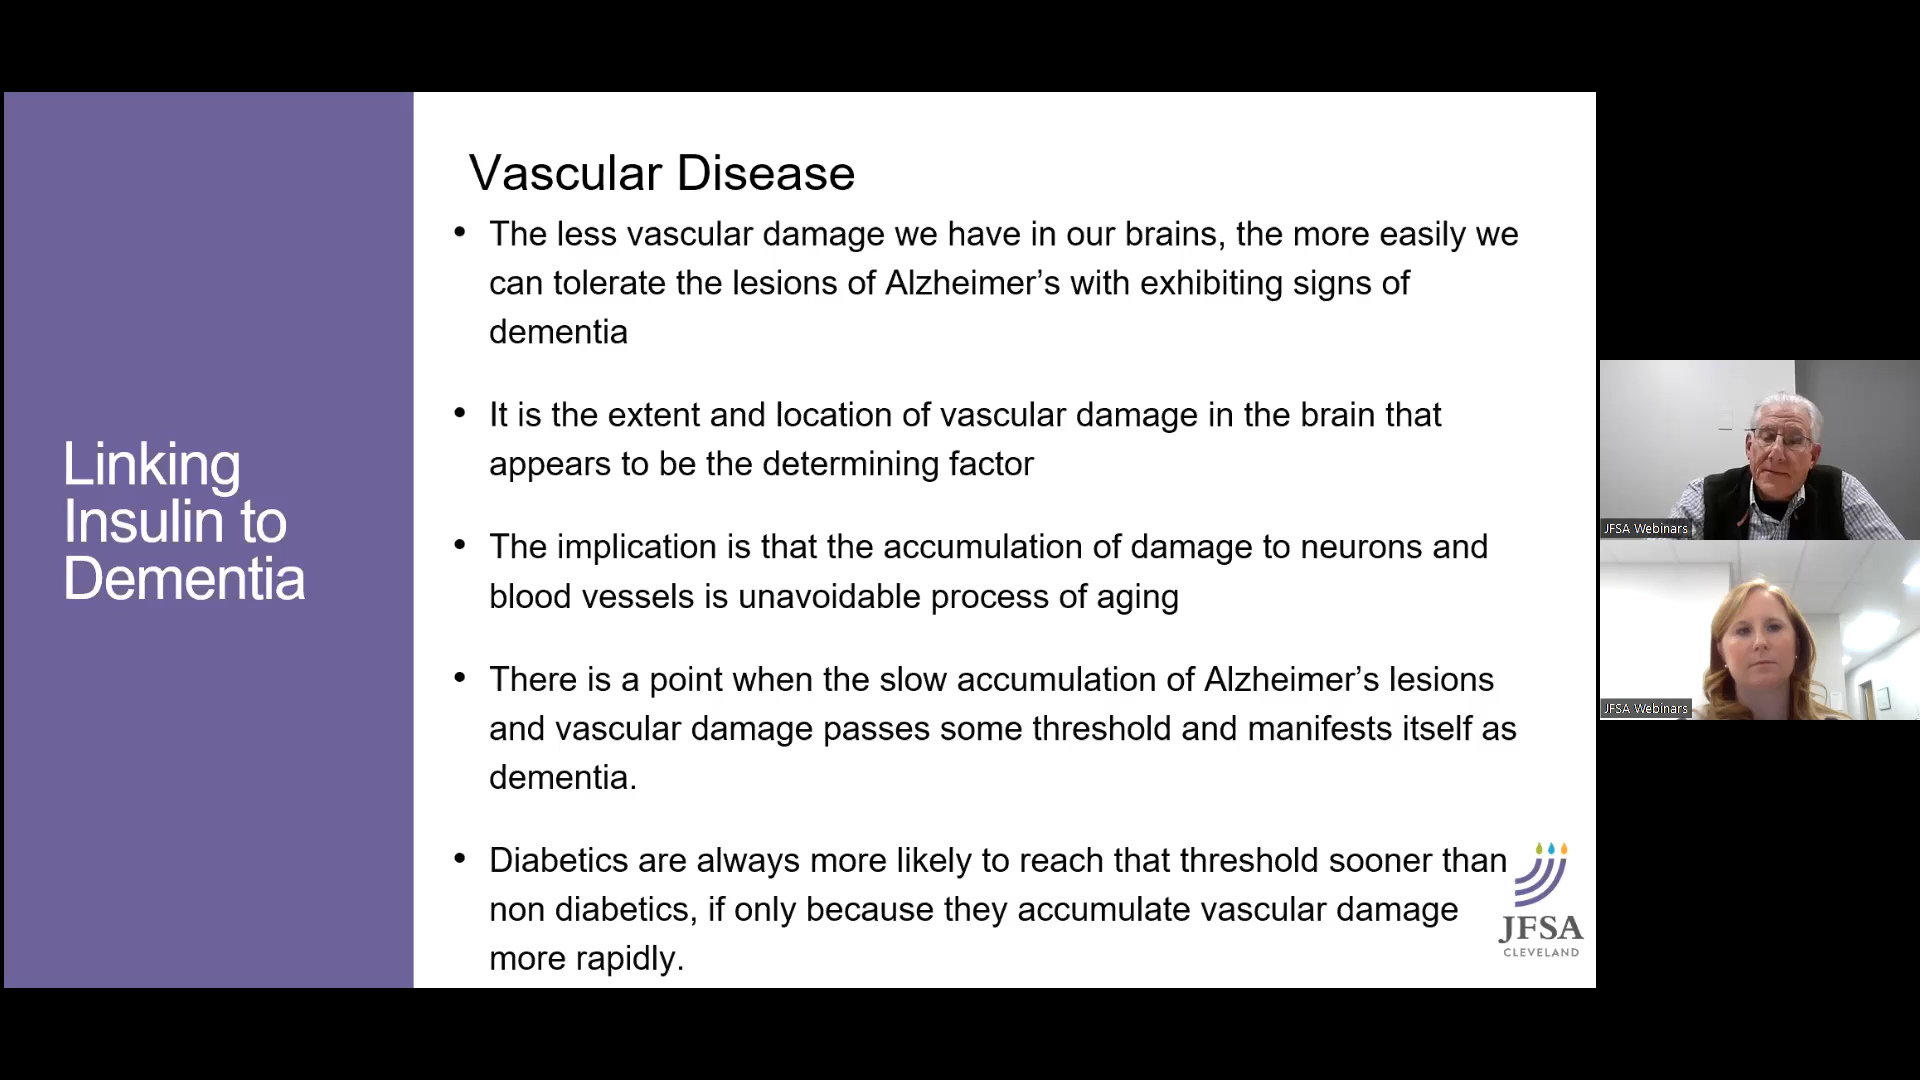 Linking
Insulin to
Dementia
Vascular Disease
• The less vascular damage we have in our brains, the more easily we
can tolerate the lesions of Alzheimer’s with exhibiting signs of
dementia
• It is the extent and location of vascular damage in the brain that
appears to be the determining factor
• The implication is that the accumulation of damage to neurons and
blood vessels is unavoidable process of aging
• There is a point when the slow accumulation of Alzheimer’s lesions
and vascular damage passes some threshold and manifests itself as
dementia.
• Diabetics are always more likely to reach that threshold sooner than
non diabetics, if only because they accumulate vascular damage
more rapidly.
JFSA
CLEVELAND
JFSA Webinars
JFSA Webinars